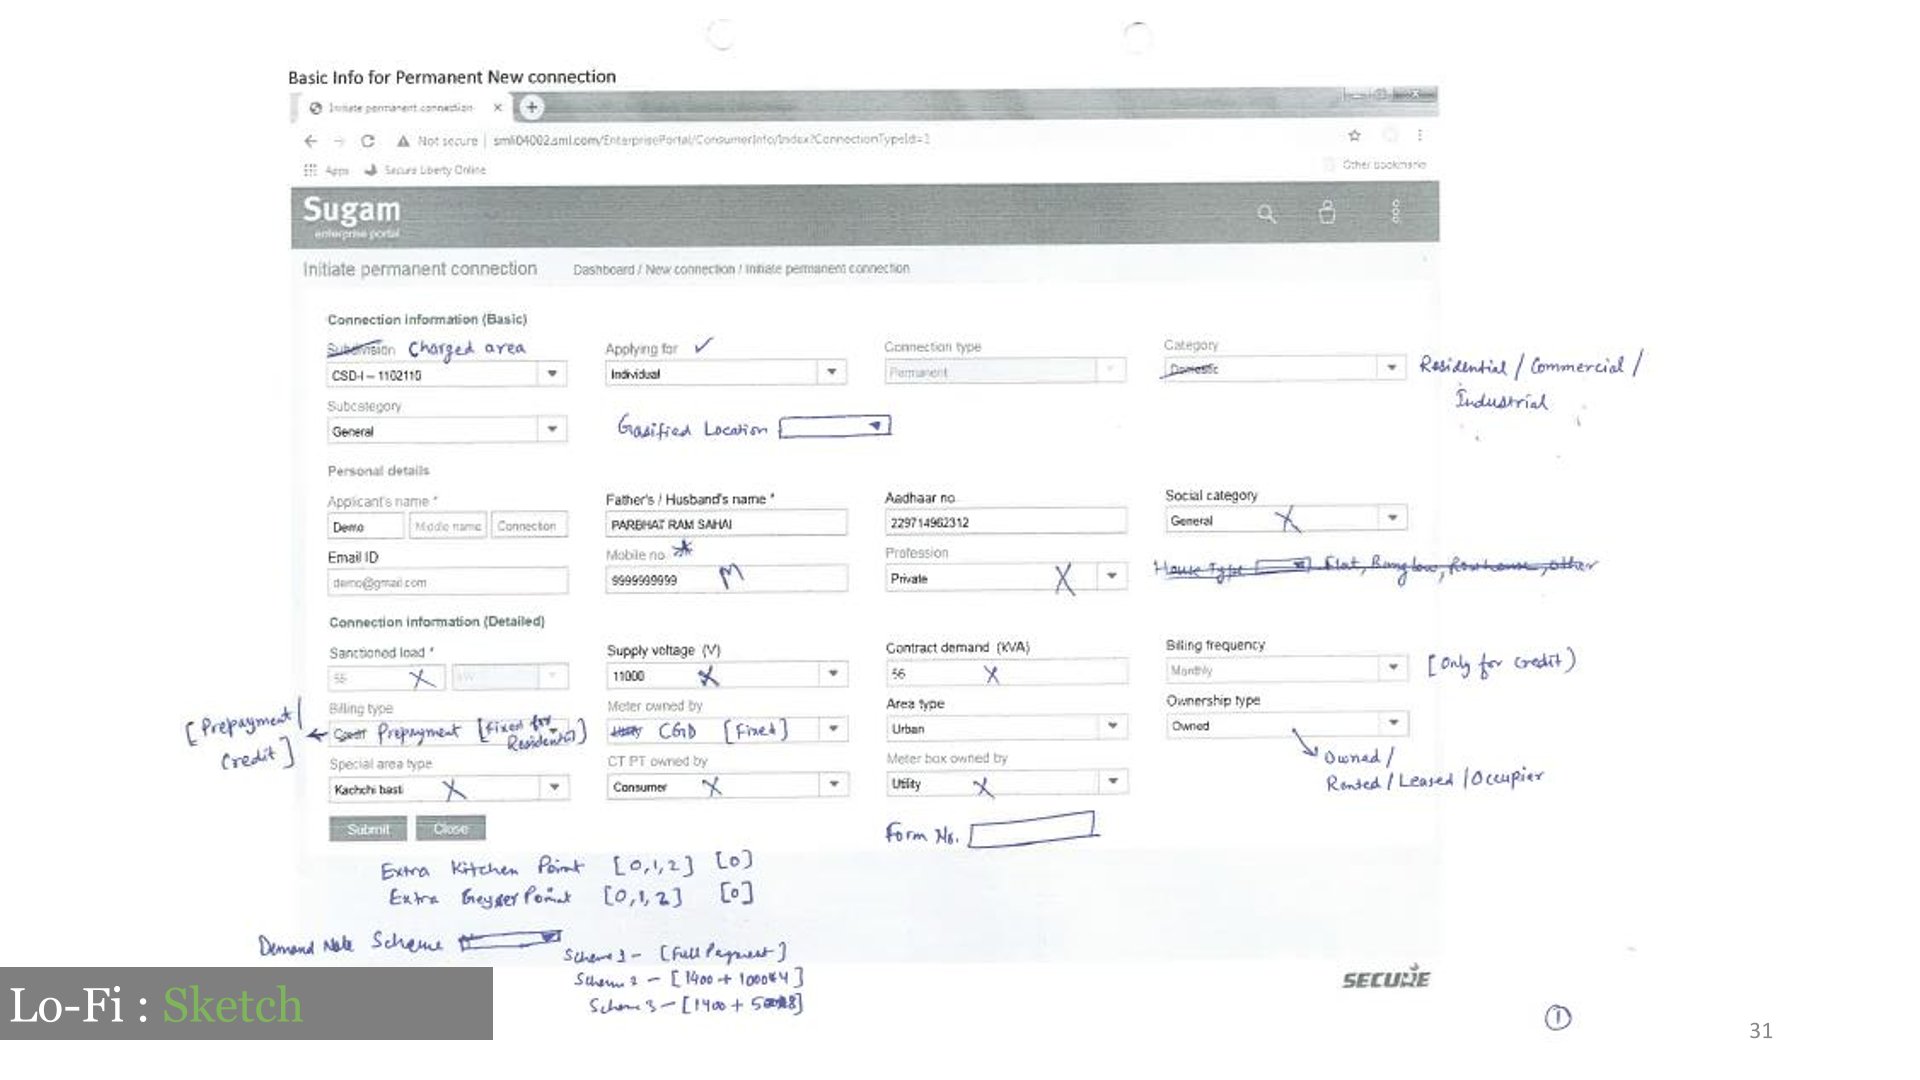 Basic Info for Permanent New connection
Initiate permanent connection × +
Not secure | smli04002.sml.com/EnterprisePortal/ConsumerInfo/Index?ConnectionTypeId=1
Apps Secure Liberty Online Other bookmarks
Sugam
enterprise portal
Initiate permanent connection Dashboard / New connection / Initiate permanent connection
Connection information (Basic)
Subdivision Charged area Applying for ✓ Connection type Category
CSD-I – 1102110 Individual Permanent Domestic Residential / Commercial /
Industrial
Subcategory
General Gasified Location
Personal details
Applicant's name * Father's / Husband's name * Aadhaar no Social category
Demo Middle name Connection PARBHAT RAM SAHAI 229714962312 General X
Email ID Mobile no * Profession
demo@gmail.com 9999999999 M Private X House Type Flat, Banglow, Rowhouse, other
Connection information (Detailed)
Sanctioned load * Supply voltage (V) Contract demand (KVA) Billing frequency
56 X kW 11000 X 56 X Monthly [Only for credit)
Billing type Meter owned by Area type Ownership type
[Prepayment / Credit] Credit Prepayment [Fixed for Residential] Utility CGD [Fixed] Urban Owned
Owned /
Rented / Leased / Occupier
Special area type CT PT owned by Meter box owned by
Kachchi basti X Consumer X Utility X
Submit Close
Form No.
Extra Kitchen Point [0,1,2] [0]
Extra Geyser Point [0,1,2] [0]
Demand Note Scheme
Scheme 1 – [Full Payment]
Scheme 2 – [1400 + 1000*4]
Scheme 3 – [1400 + 8]
SECURE
Lo-Fi : Sketch
1
31